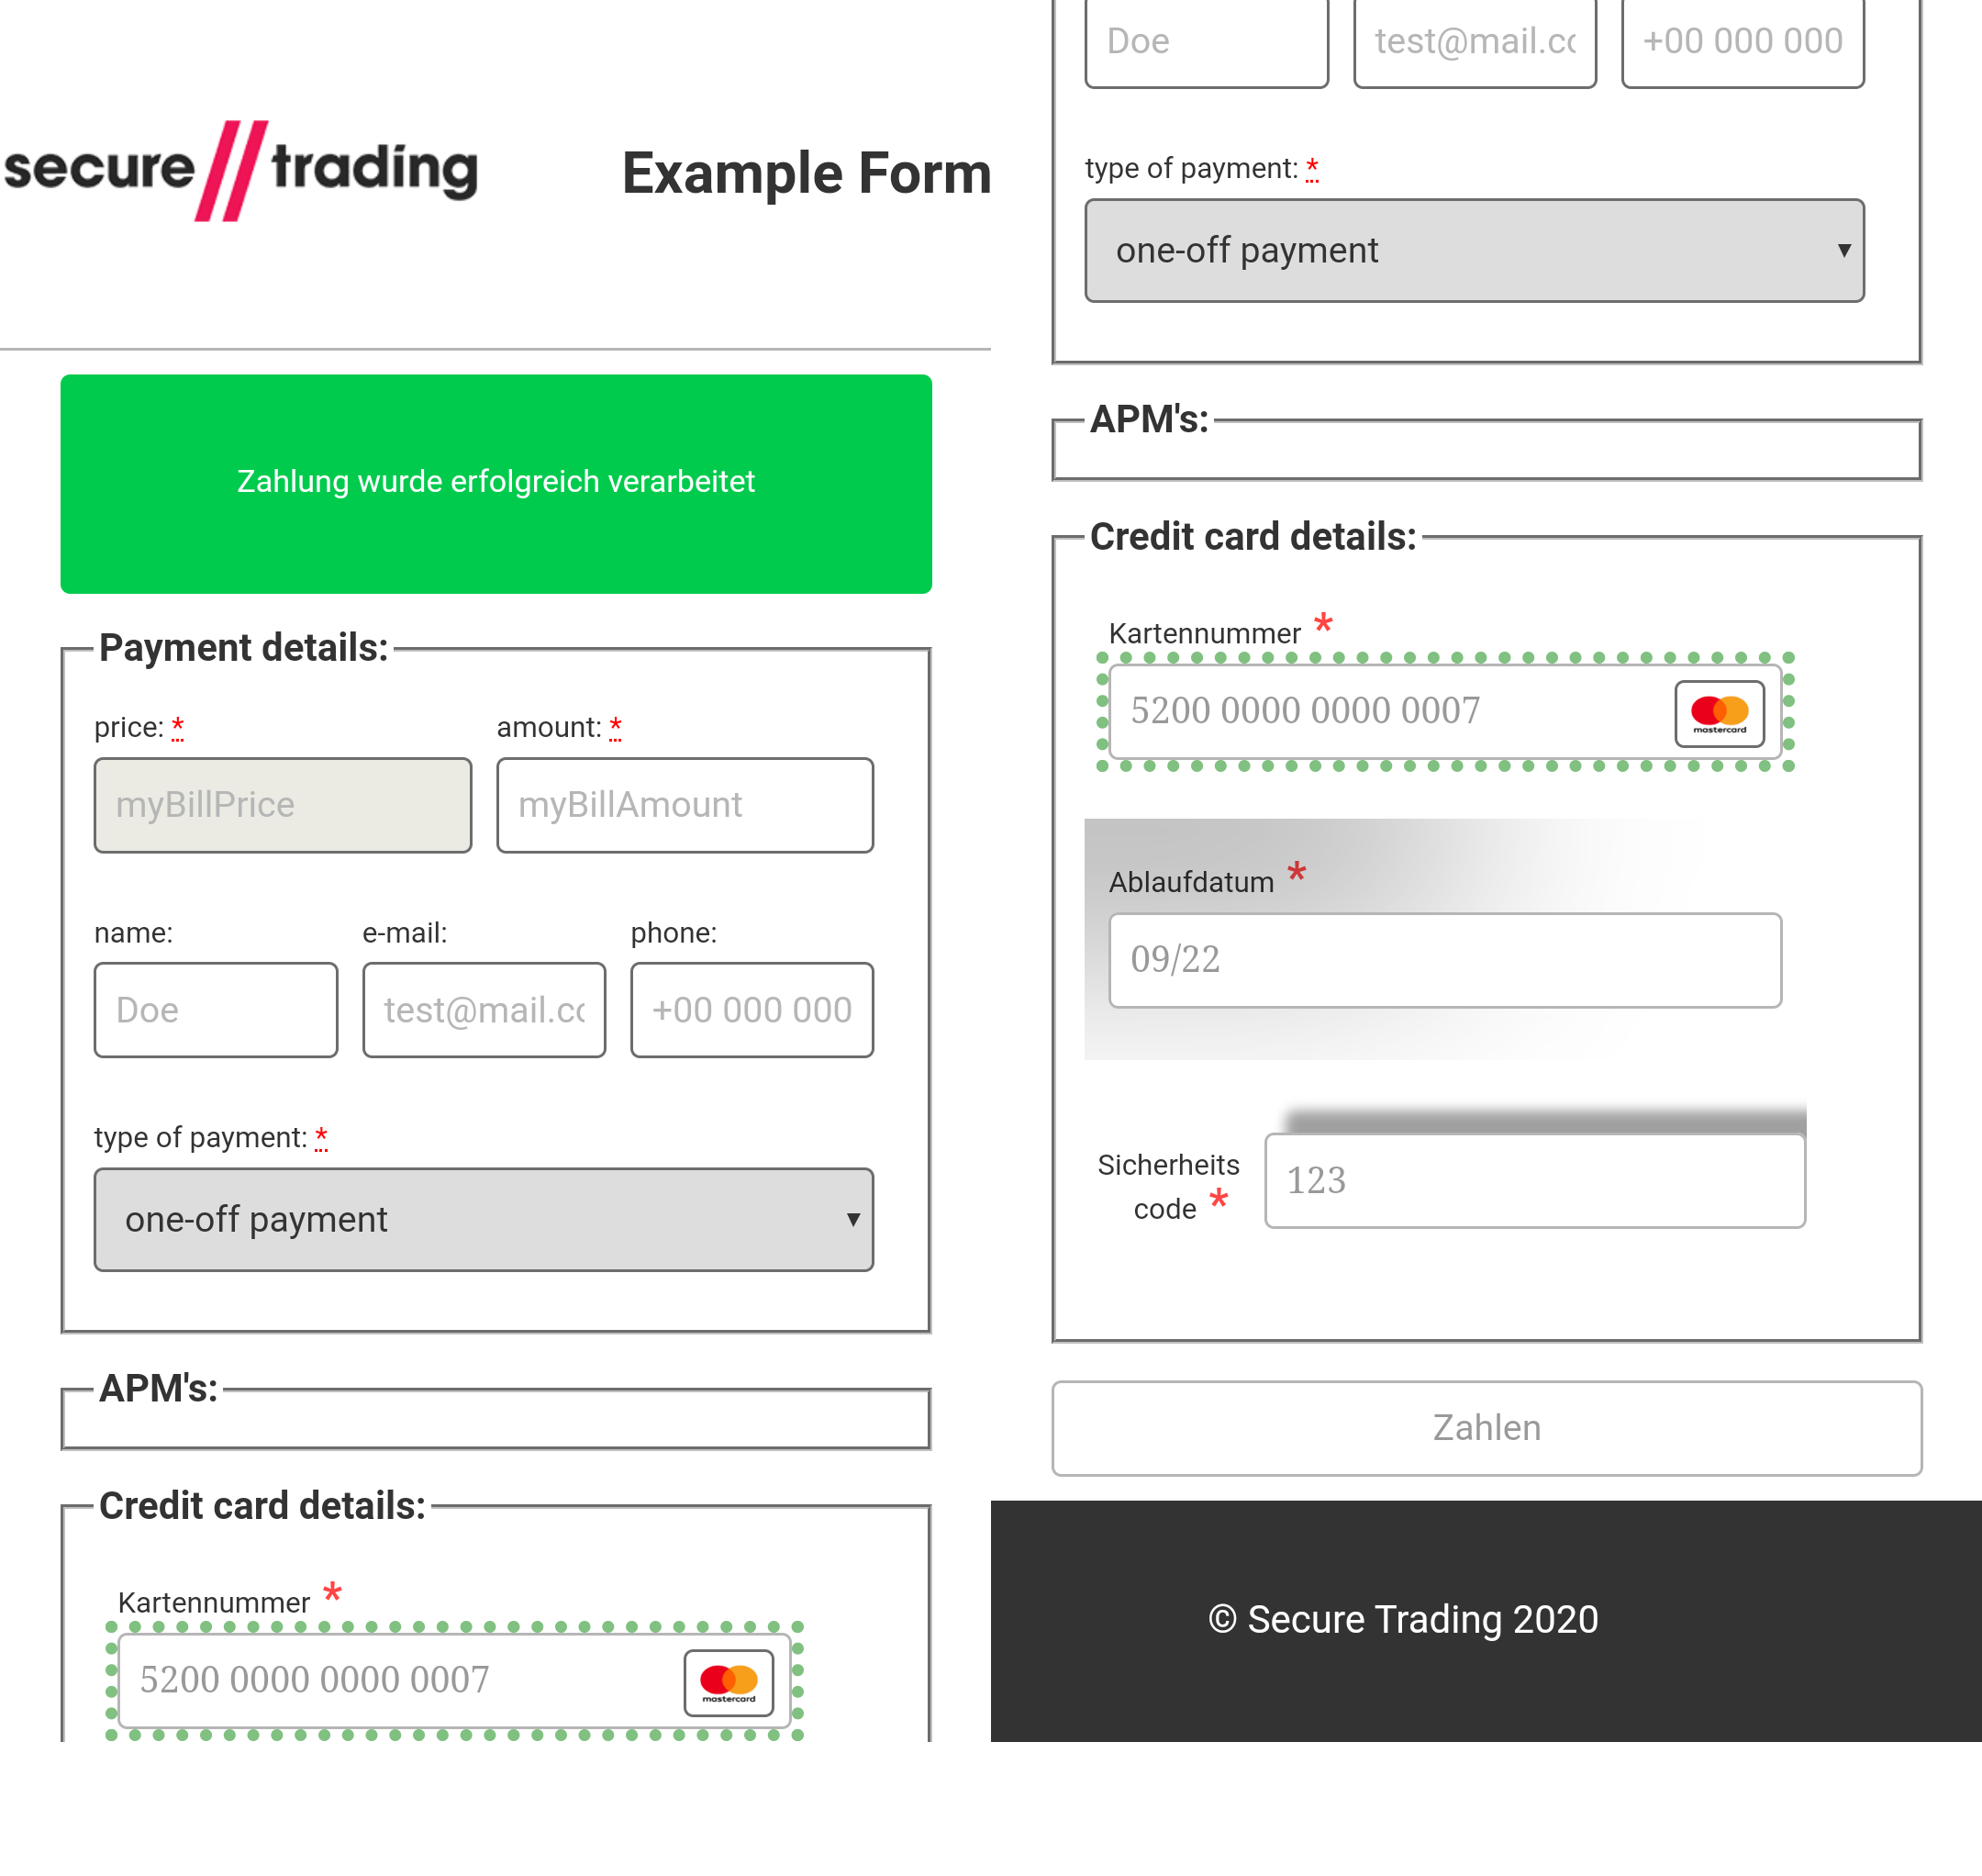 secure//trading
Example Form
Zahlung wurde erfolgreich verarbeitet
Payment details:
price: * amount: *
myBillPrice myBillAmount
name: e-mail: phone:
Doe test@mail.co +00 000 000
type of payment: *
one-off payment
APM's:
Credit card details:
Kartennummer *
5200 0000 0000 0007
mastercard
Doe test@mail.co +00 000 000
type of payment: *
one-off payment
APM's:
Credit card details:
Kartennummer *
5200 0000 0000 0007
mastercard
Ablaufdatum *
09/22
Sicherheits
code *
123
Zahlen
© Secure Trading 2020